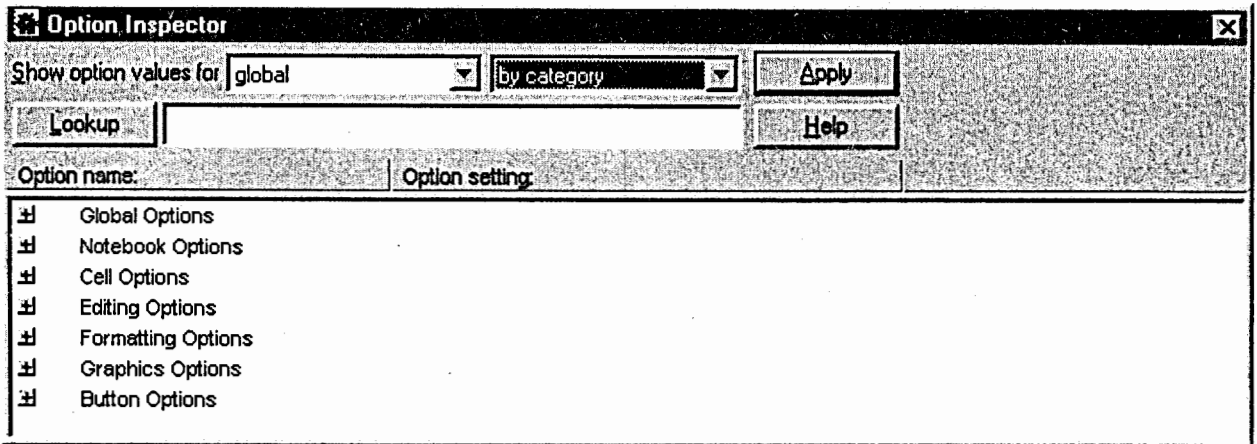 Option Inspector
Show option values for global by category Apply
Lookup Help
Option name: Option setting:
Global Options
Notebook Options
Cell Options
Editing Options
Formatting Options
Graphics Options
Button Options